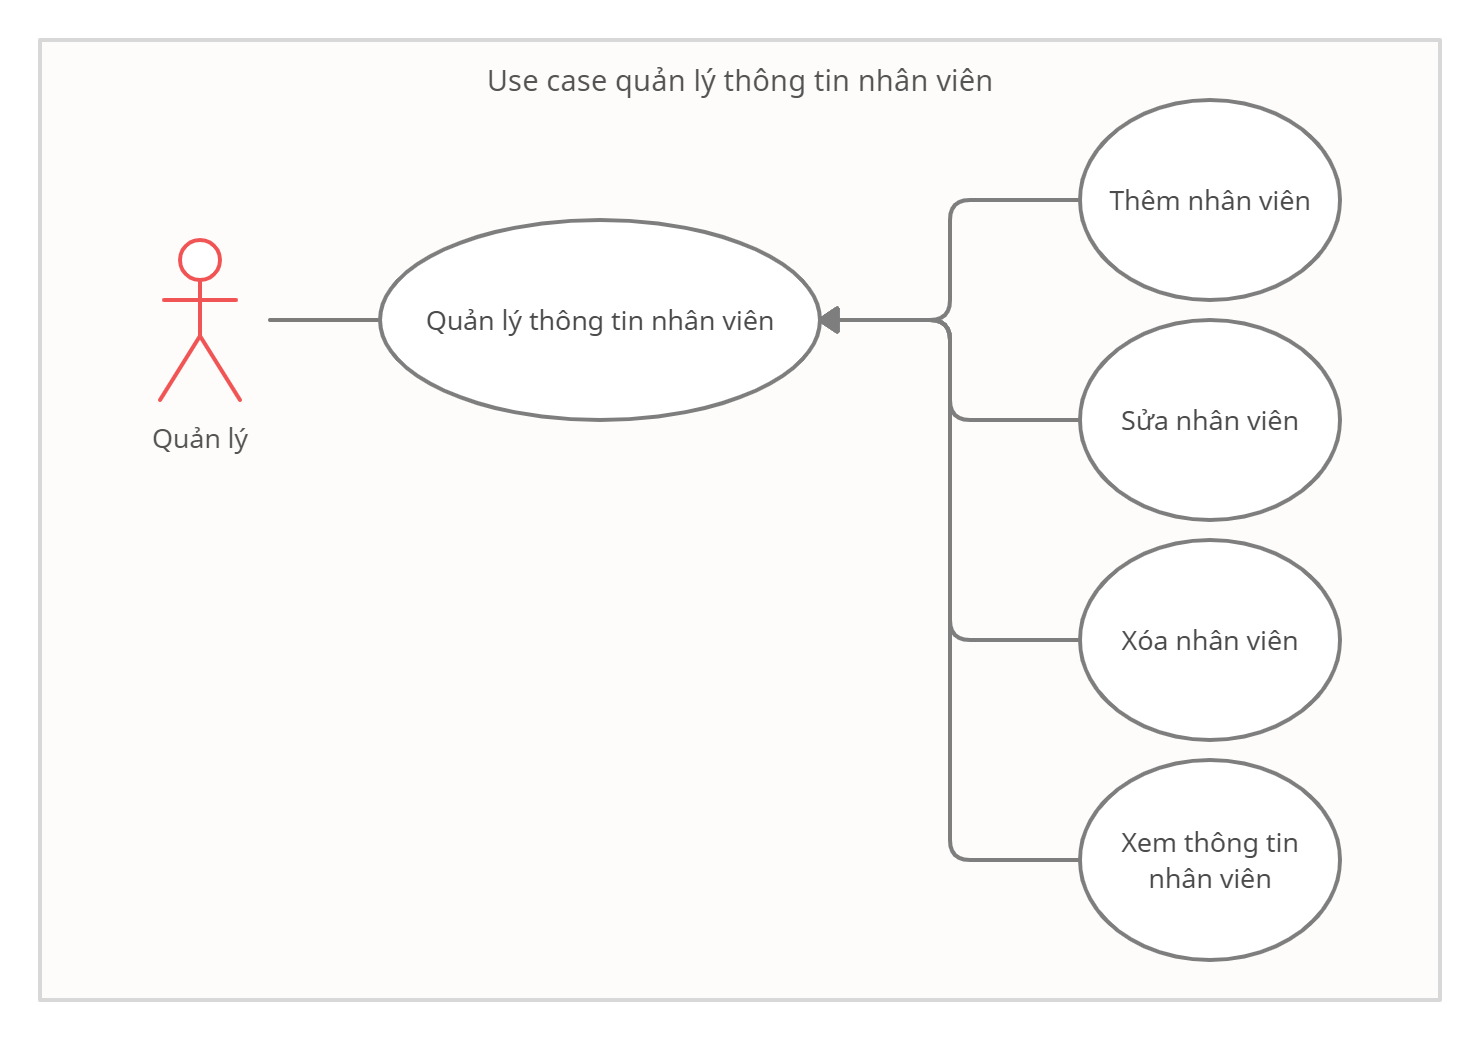 Use case quản lý thông tin nhân viên
Thêm nhân viên
Quản lý thông tin nhân viên
Quản lý
Sửa nhân viên
Xóa nhân viên
Xem thông tin
nhân viên